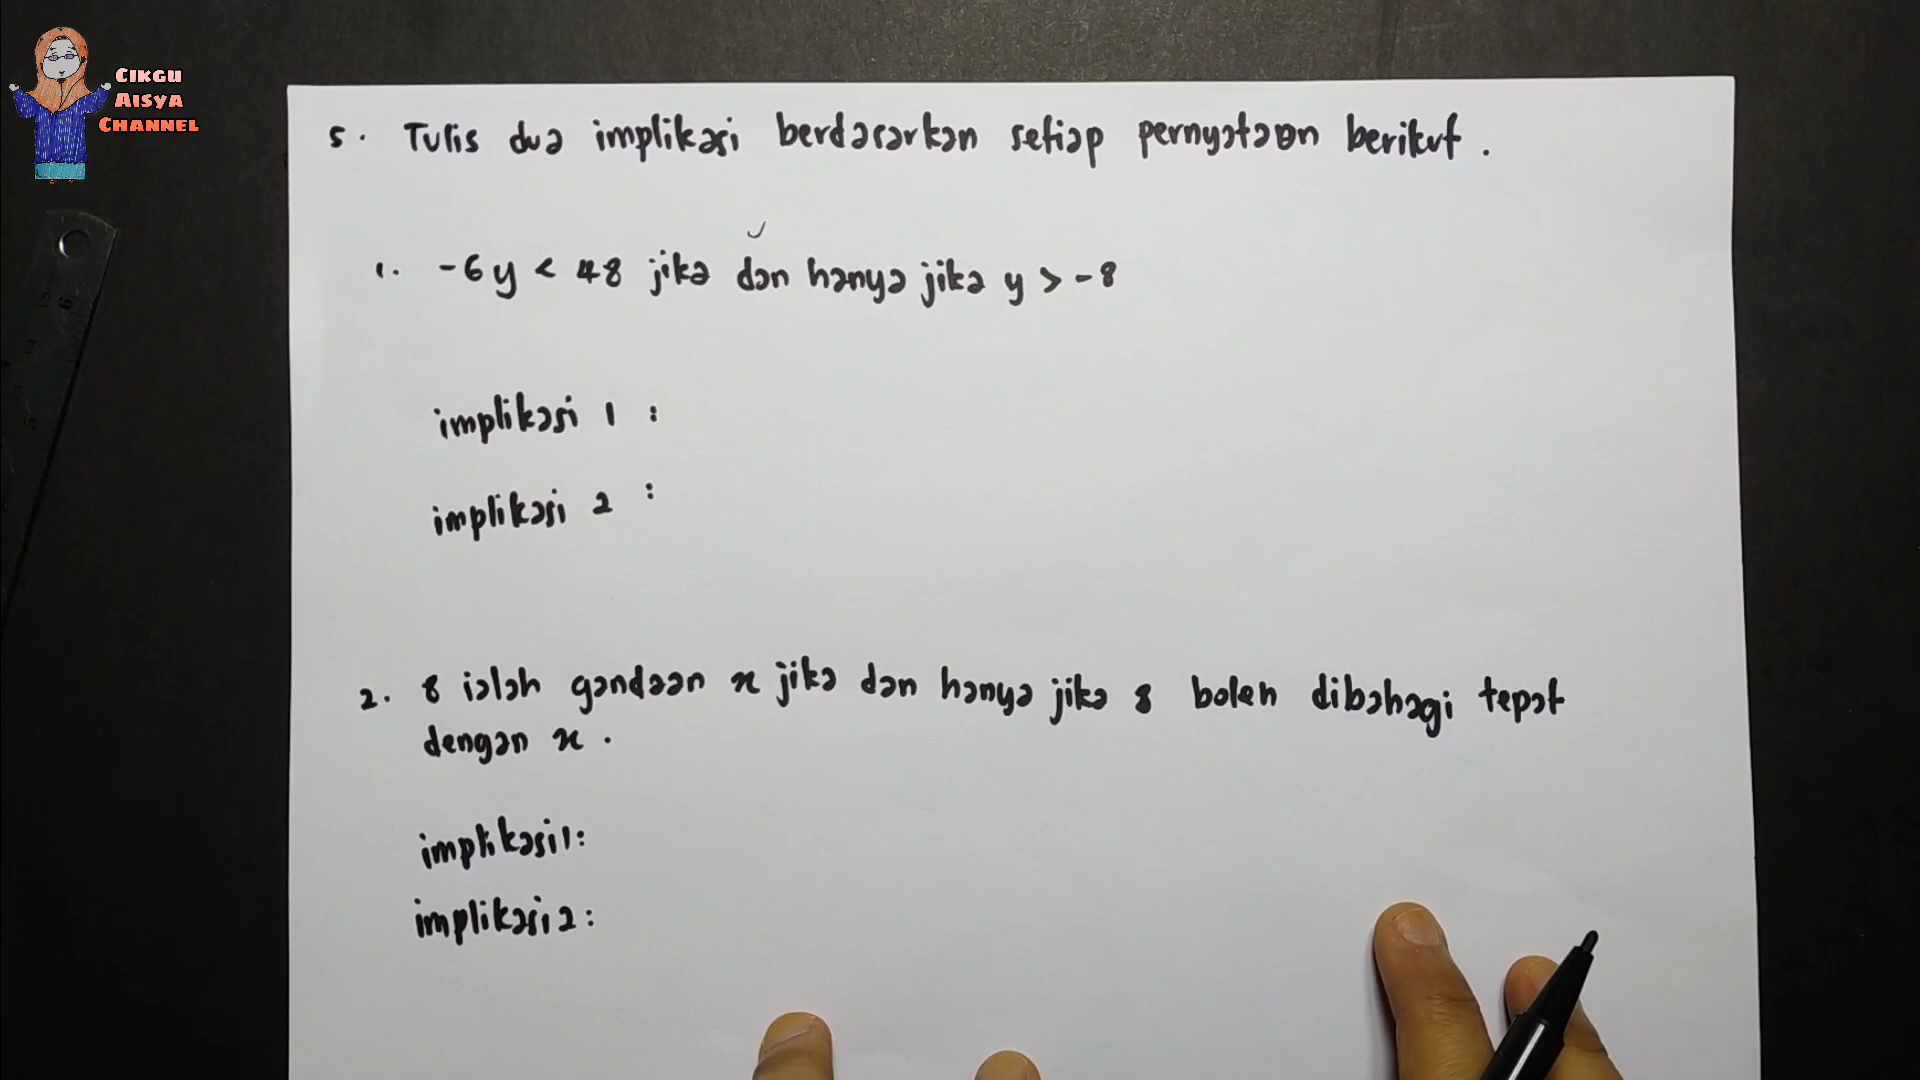 CIKGU
AISYA
CHANNEL
5. Tulis dua implikasi berdasarkan setiap pernyataan berikut.
1. -6y < 48 jika dan hanya jika y > -8
implikasi 1 :
implikasi 2 :
2. 8 ialah gandaan x jika dan hanya jika 8 boleh dibahagi tepat
dengan x.
implikasi 1:
implikasi 2: